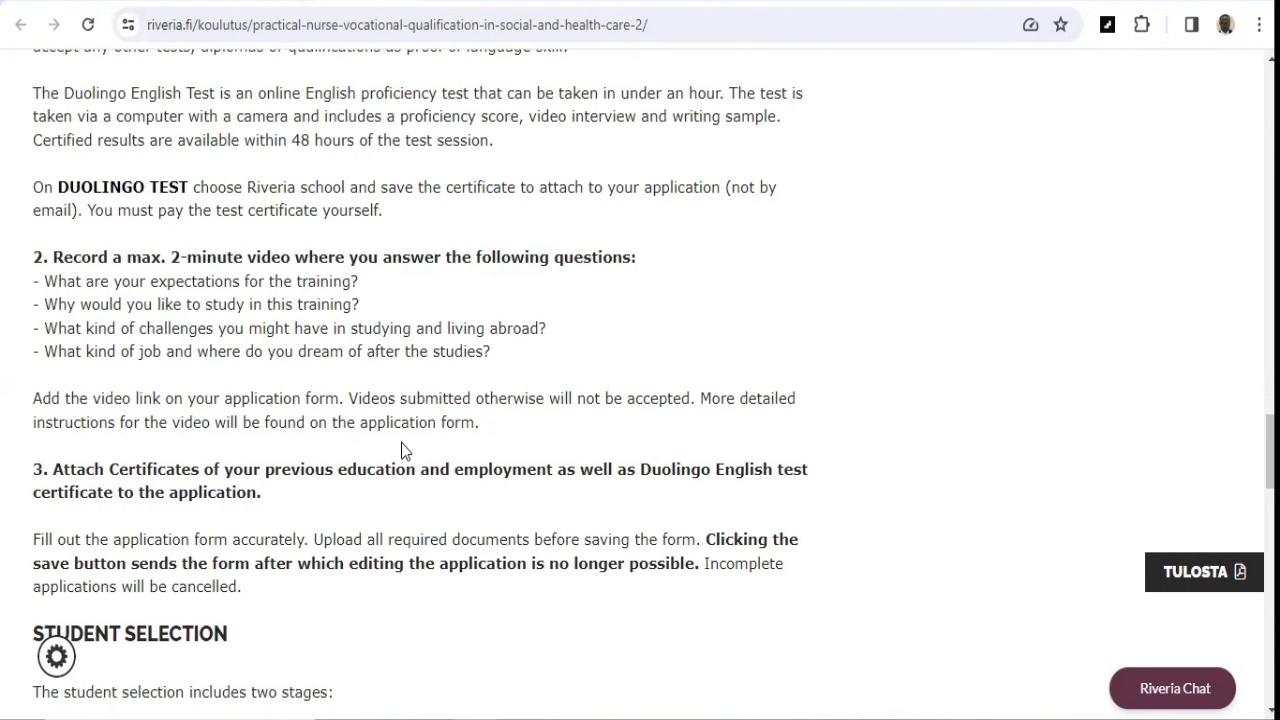 riveria.fi/koulutus/practical-nurse-vocational-qualification-in-social-and-health-care-2/
accept any other tests, diplomas or qualifications as proof of language skill.
The Duolingo English Test is an online English proficiency test that can be taken in under an hour. The test is
taken via a computer with a camera and includes a proficiency score, video interview and writing sample.
Certified results are available within 48 hours of the test session.
On DUOLINGO TEST choose Riveria school and save the certificate to attach to your application (not by
email). You must pay the test certificate yourself.
2. Record a max. 2-minute video where you answer the following questions:
- What are your expectations for the training?
- Why would you like to study in this training?
- What kind of challenges you might have in studying and living abroad?
- What kind of job and where do you dream of after the studies?
Add the video link on your application form. Videos submitted otherwise will not be accepted. More detailed
instructions for the video will be found on the application form.
3. Attach Certificates of your previous education and employment as well as Duolingo English test
certificate to the application.
Fill out the application form accurately. Upload all required documents before saving the form. Clicking the
save button sends the form after which editing the application is no longer possible. Incomplete
applications will be cancelled.
TULOSTA
STUDENT SELECTION
The student selection includes two stages:
Riveria Chat